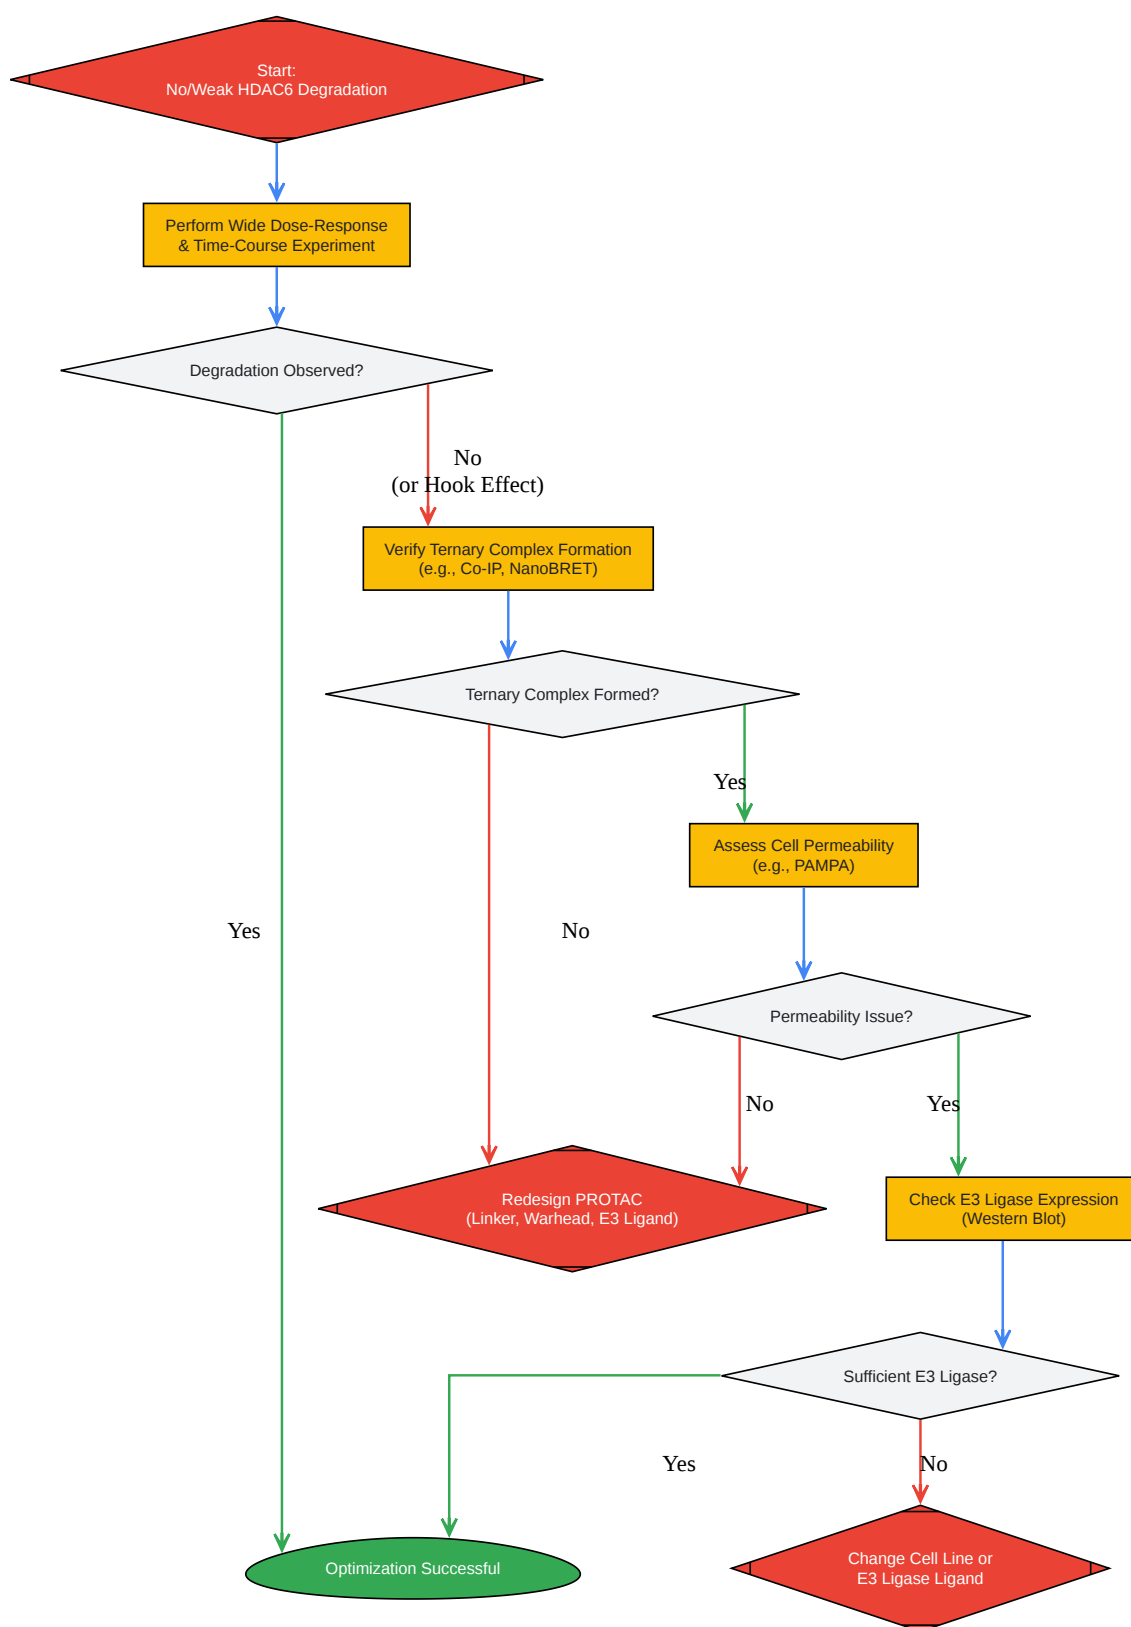 Start:
No/Weak HDAC6 Degradation
Perform Wide Dose-Response
& Time-Course Experiment
Degradation Observed?
No
(or Hook Effect)
Verify Ternary Complex Formation
(e.g., Co-IP, NanoBRET)
Ternary Complex Formed?
Yes
Assess Cell Permeability
(e.g., PAMPA)
Yes
No
Permeability Issue?
No
Yes
Redesign PROTAC
(Linker, Warhead, E3 Ligand)
Check E3 Ligase Expression
(Western Blot)
Sufficient E3 Ligase?
Yes
No
Optimization Successful
Change Cell Line or
E3 Ligase Ligand